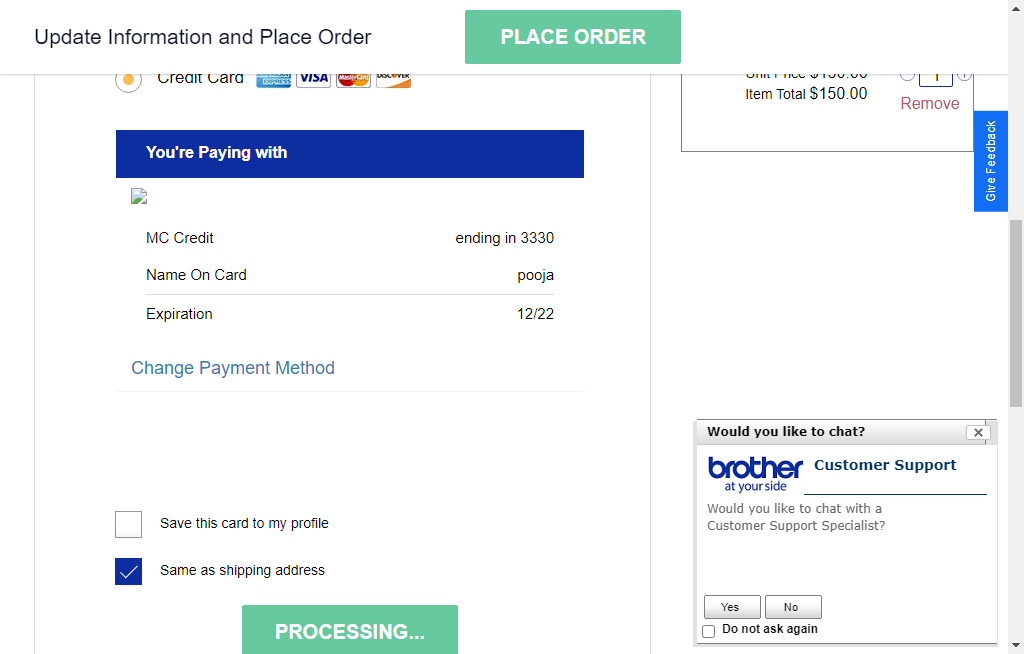 Update Information and Place Order
PLACE ORDER
Credit Card
AMERICAN EXPRESS
VISA
MasterCard
DISCOVER
Unit Price $150.00
1
Item Total $150.00
Remove
Give Feedback
You're Paying with
MC Credit ending in 3330
Name On Card pooja
Expiration 12/22
Change Payment Method
Save this card to my profile
Same as shipping address
PROCESSING...
Would you like to chat?
brother
at your side
Customer Support
Would you like to chat with a
Customer Support Specialist?
Yes No
Do not ask again